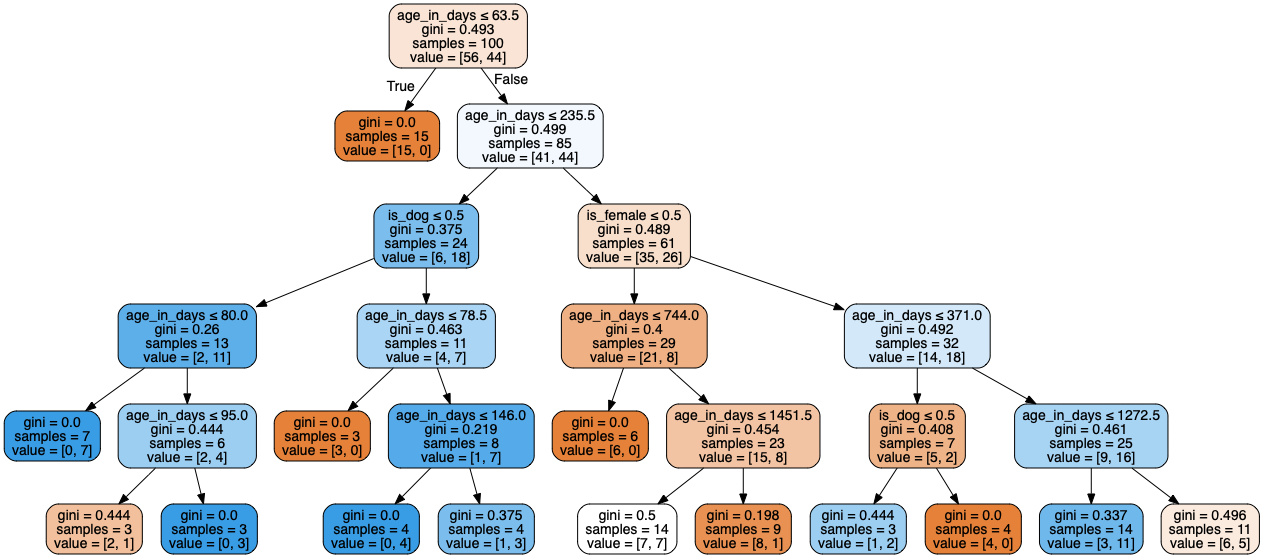 age_in_days ≤ 63.5
gini = 0.493
samples = 100
value = [56, 44]
True
False
gini = 0.0
samples = 15
value = [15, 0]
age_in_days ≤ 235.5
gini = 0.499
samples = 85
value = [41, 44]
is_dog ≤ 0.5
gini = 0.375
samples = 24
value = [6, 18]
is_female ≤ 0.5
gini = 0.489
samples = 61
value = [35, 26]
age_in_days ≤ 80.0
gini = 0.26
samples = 13
value = [2, 11]
age_in_days ≤ 78.5
gini = 0.463
samples = 11
value = [4, 7]
age_in_days ≤ 744.0
gini = 0.4
samples = 29
value = [21, 8]
age_in_days ≤ 371.0
gini = 0.492
samples = 32
value = [14, 18]
gini = 0.0
samples = 7
value = [0, 7]
age_in_days ≤ 95.0
gini = 0.444
samples = 6
value = [2, 4]
gini = 0.0
samples = 3
value = [3, 0]
age_in_days ≤ 146.0
gini = 0.219
samples = 8
value = [1, 7]
gini = 0.0
samples = 6
value = [6, 0]
age_in_days ≤ 1451.5
gini = 0.454
samples = 23
value = [15, 8]
is_dog ≤ 0.5
gini = 0.408
samples = 7
value = [5, 2]
age_in_days ≤ 1272.5
gini = 0.461
samples = 25
value = [9, 16]
gini = 0.444
samples = 3
value = [2, 1]
gini = 0.0
samples = 3
value = [0, 3]
gini = 0.0
samples = 4
value = [0, 4]
gini = 0.375
samples = 4
value = [1, 3]
gini = 0.5
samples = 14
value = [7, 7]
gini = 0.198
samples = 9
value = [8, 1]
gini = 0.444
samples = 3
value = [1, 2]
gini = 0.0
samples = 4
value = [4, 0]
gini = 0.337
samples = 14
value = [3, 11]
gini = 0.496
samples = 11
value = [6, 5]